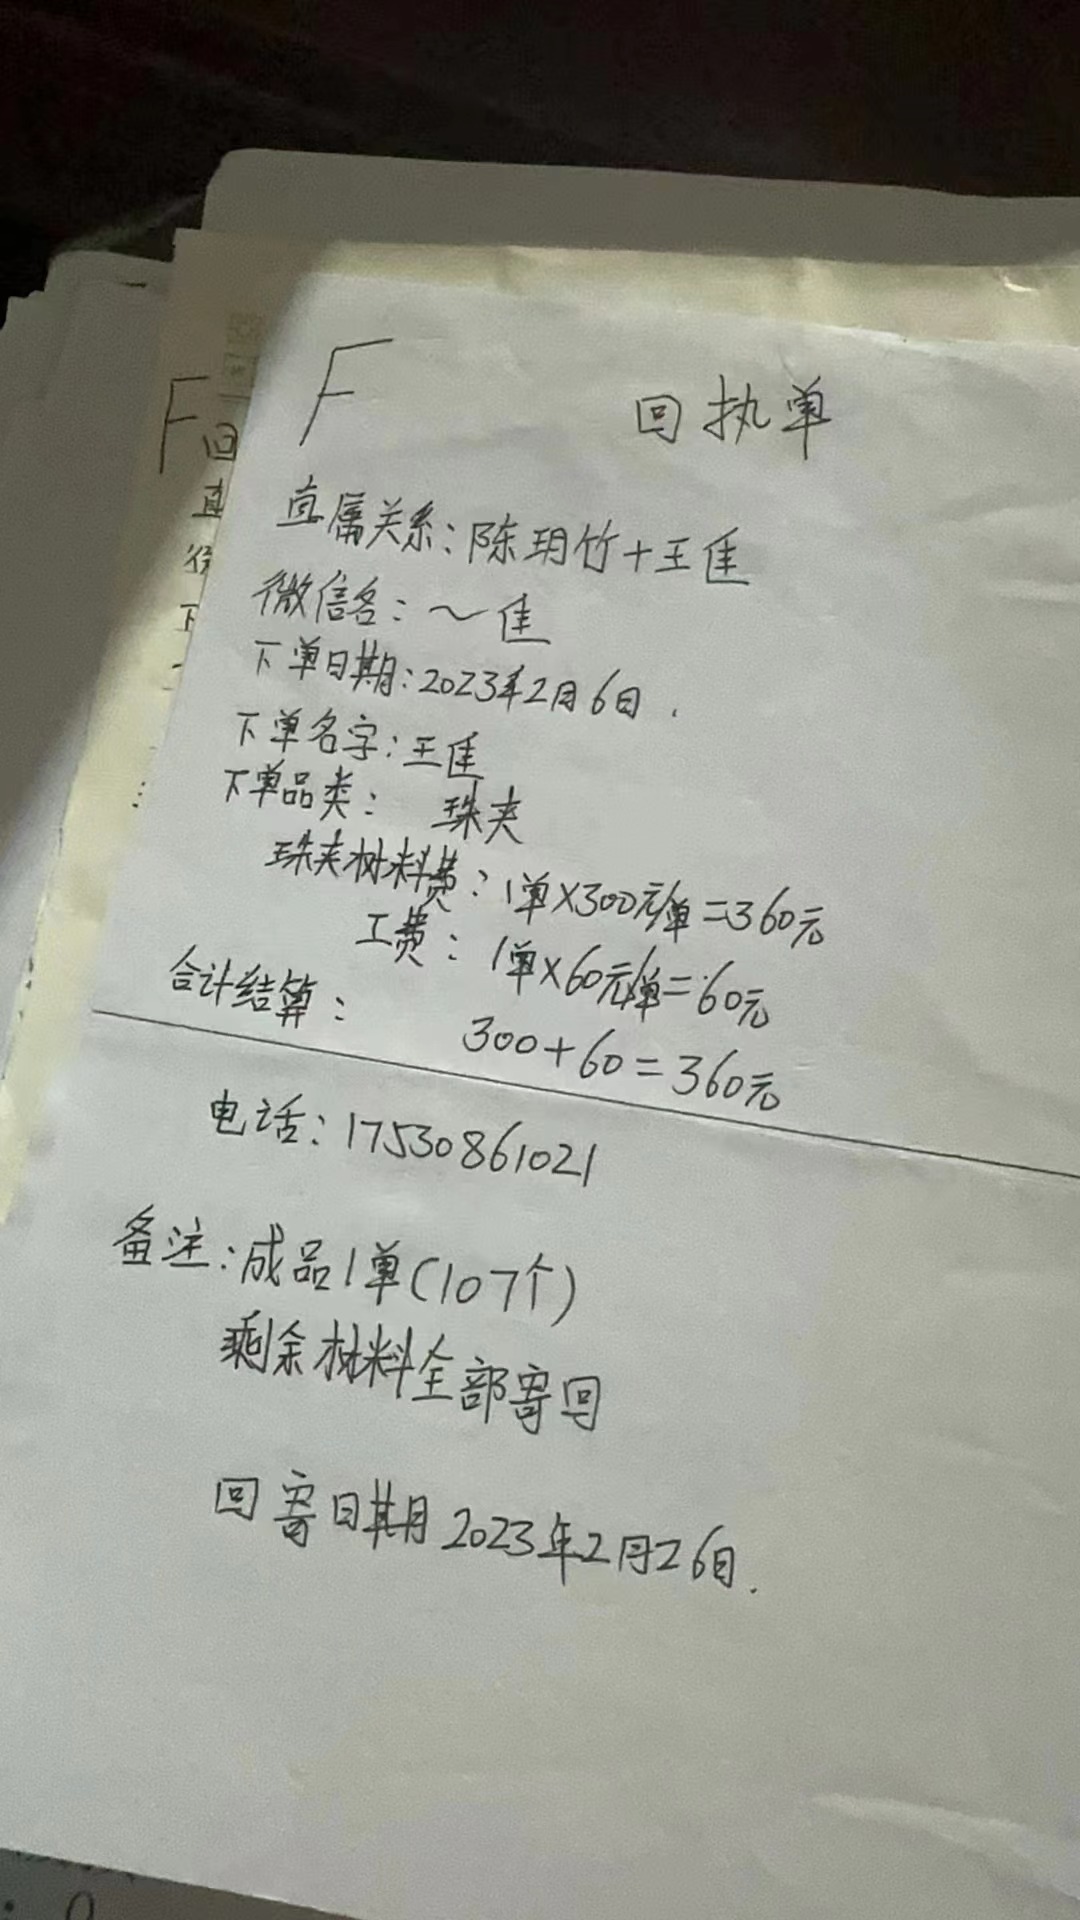 F
回执单
直属关系:陈玥竹+王佳
微信名:~佳
下单日期:2023年2月6日.
下单名字:王佳
下单品类: 珠夹
珠夹材料费:1单×300元/单=360元
工费:1单×60元/单=60元
合计结算: 300+60=360元
电话:17530861021
备注:成品1单(107个)
剩余材料全部寄回
回寄日期2023年2月26日.
F回
直
徐
下